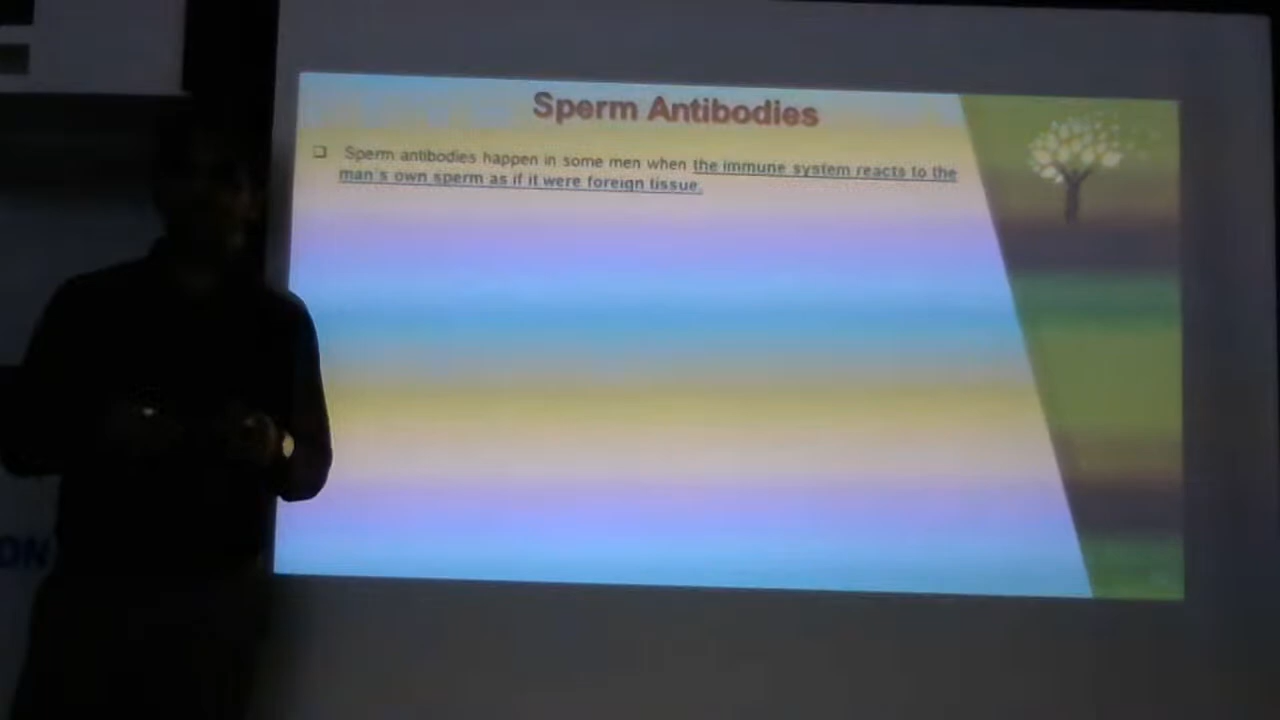 Sperm Antibodies
❑ Sperm antibodies happen in some men when the immune system reacts to the
man's own sperm as if it were foreign tissue.
ON